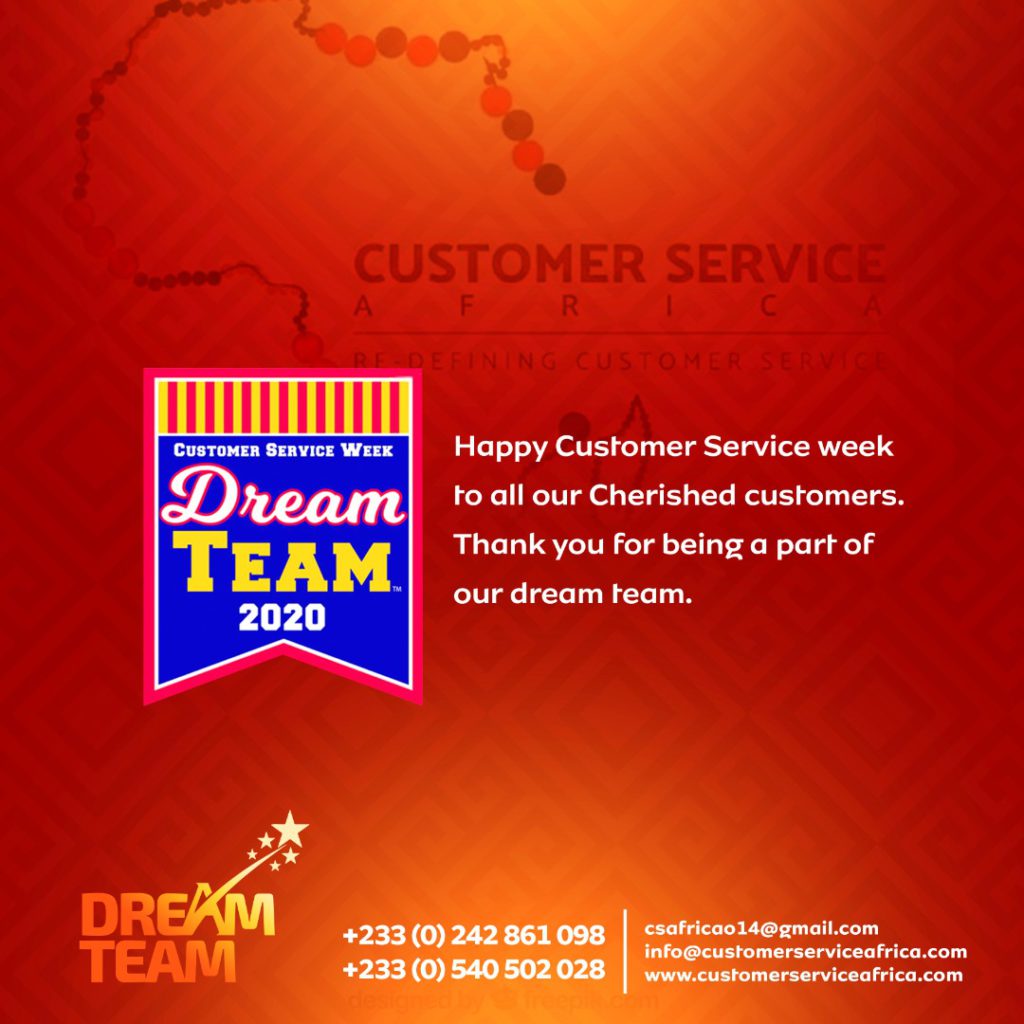 CUSTOMER SERVICE
AFRICA
RE-DEFINING CUSTOMER SERVICE
CUSTOMER SERVICE WEEK
Dream
TEAM™
2020
Happy Customer Service week
to all our Cherished customers.
Thank you for being a part of
our dream team.
DREAM
TEAM
+233 (0) 242 861 098
+233 (0) 540 502 028
csafricao14@gmail.com
info@customerserviceafrica.com
www.customerserviceafrica.com
designed by freepik.com